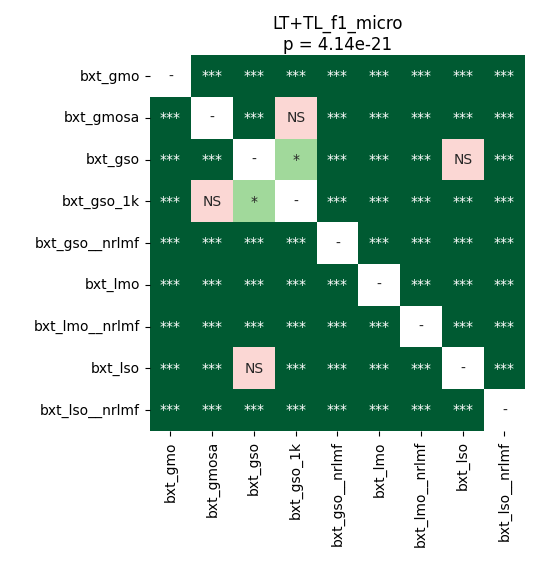 LT+TL_f1_micro
p = 4.14e-21
bxt_gmo - *** *** *** *** *** *** *** ***
bxt_gmosa *** - *** NS *** *** *** *** ***
bxt_gso *** *** - * *** *** *** NS ***
bxt_gso_1k *** NS * - *** *** *** *** ***
bxt_gso__nrlmf *** *** *** *** - *** *** *** ***
bxt_lmo *** *** *** *** *** - *** *** ***
bxt_lmo__nrlmf *** *** *** *** *** *** - *** ***
bxt_lso *** *** NS *** *** *** *** - ***
bxt_lso__nrlmf *** *** *** *** *** *** *** *** -
bxt_gmo
bxt_gmosa
bxt_gso
bxt_gso_1k
bxt_gso__nrlmf
bxt_lmo
bxt_lmo__nrlmf
bxt_lso
bxt_lso__nrlmf